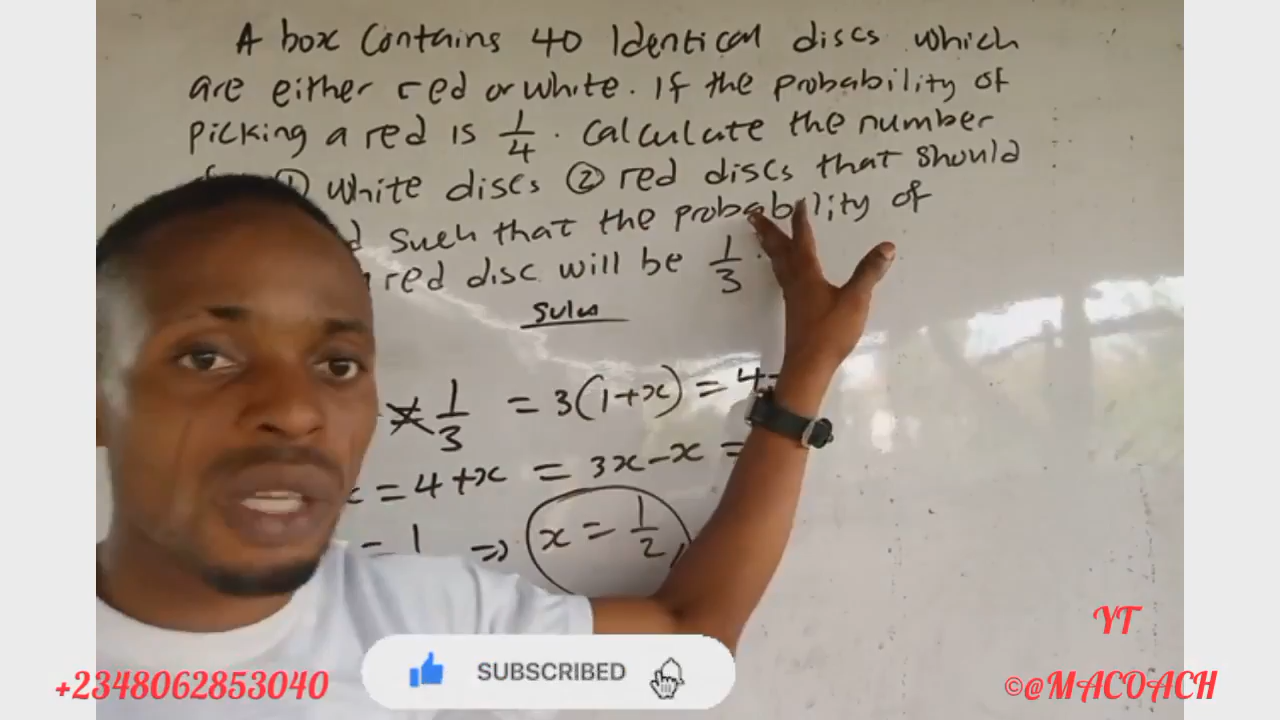 A box contains 40 Identical discs which
are either red or white. If the probability of
picking a red is 1/4. Calculate the number
① white discs ② red discs that should
such that the probability of
red disc will be 1/3.
Soln
1/3 = 3(1+x) = 4+
= 4+x = 3x-x =
= 1 ⇒ x = 1/2
SUBSCRIBED
YT
+2348062853040
©@MACOACH